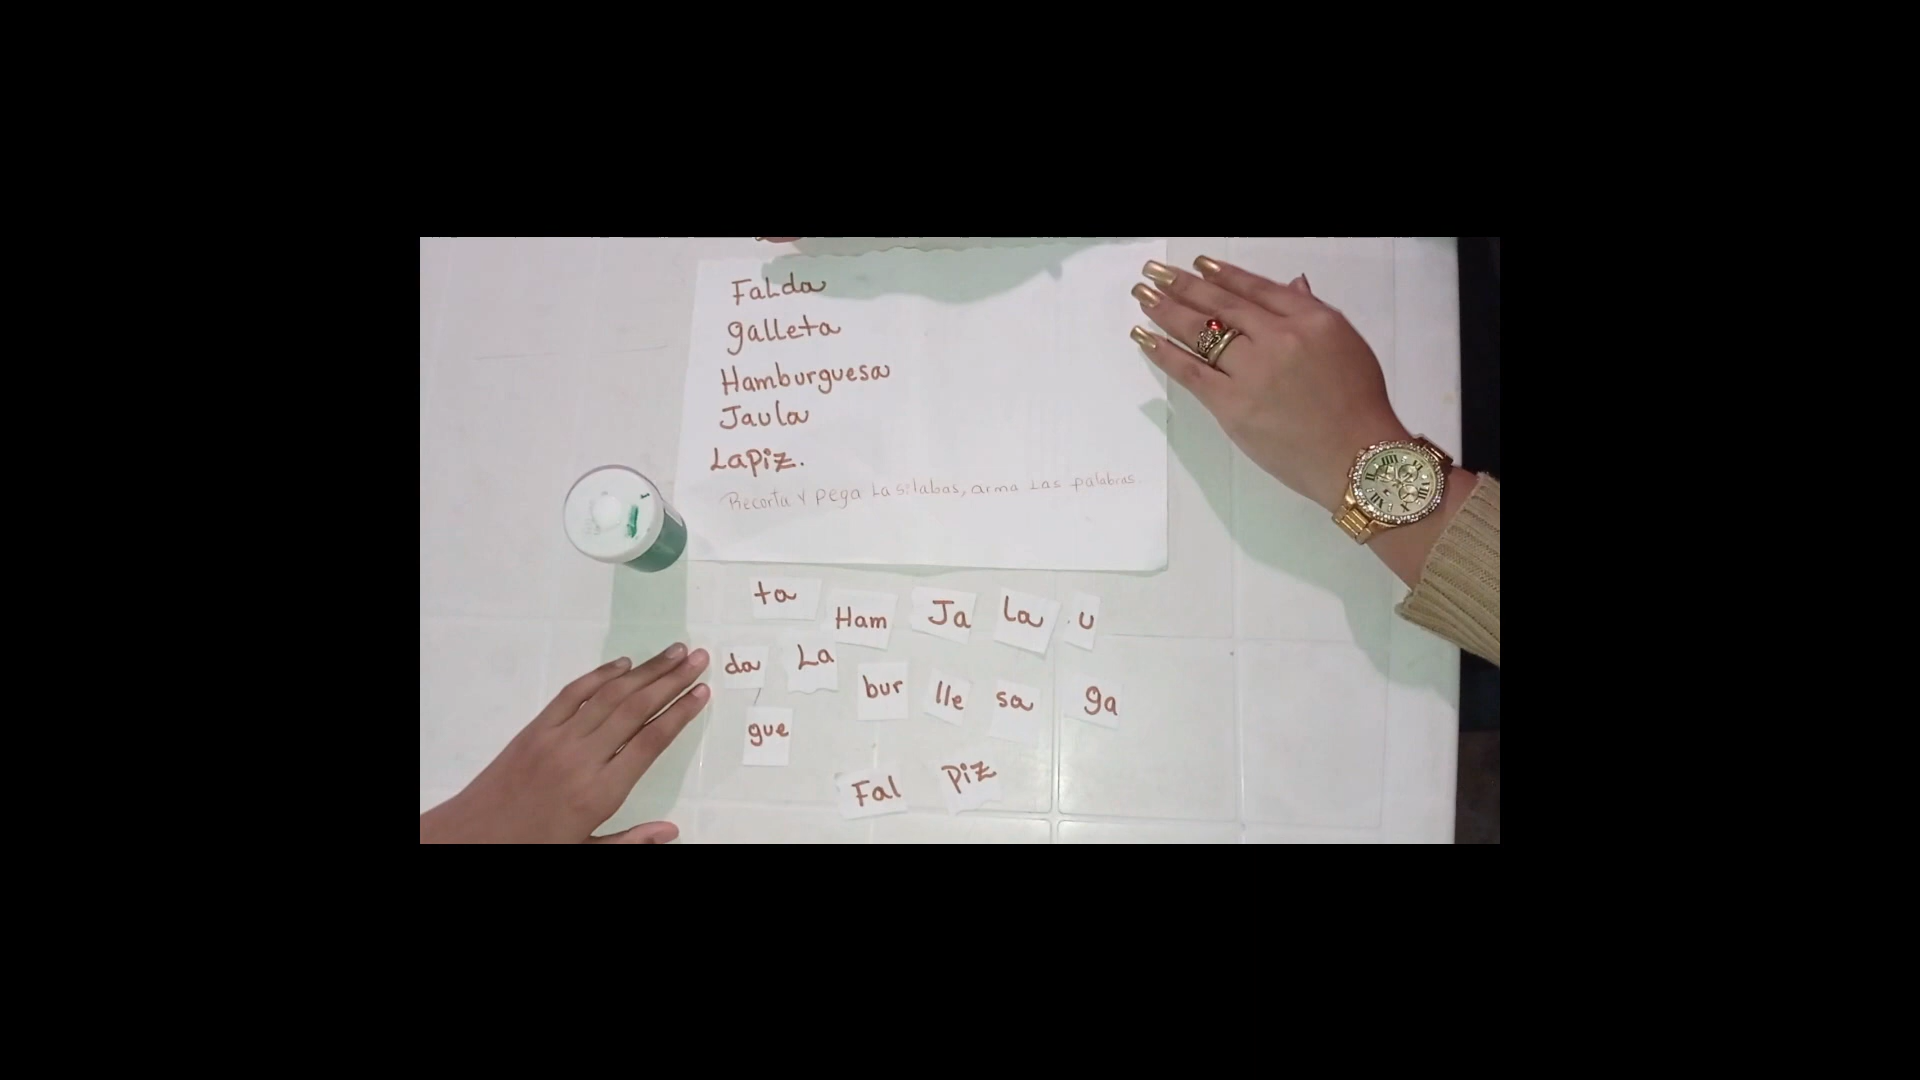 Falda
galleta
Hamburguesa
Jaula
Lapiz.
Recorta y pega La silabas, arma Las palabras.
ta Ham Ja la u
da La bur lle sa ga
gue
Fal Piz